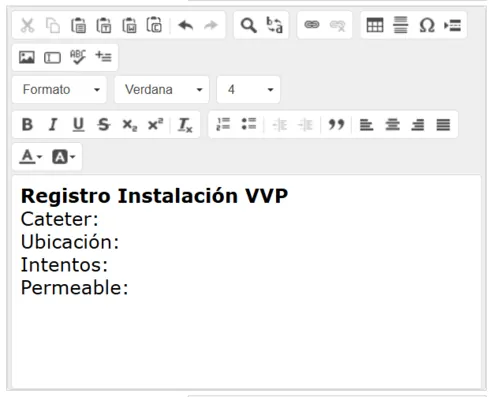 Formato
Verdana
4
Registro Instalación VVP
Cateter:
Ubicación:
Intentos:
Permeable: